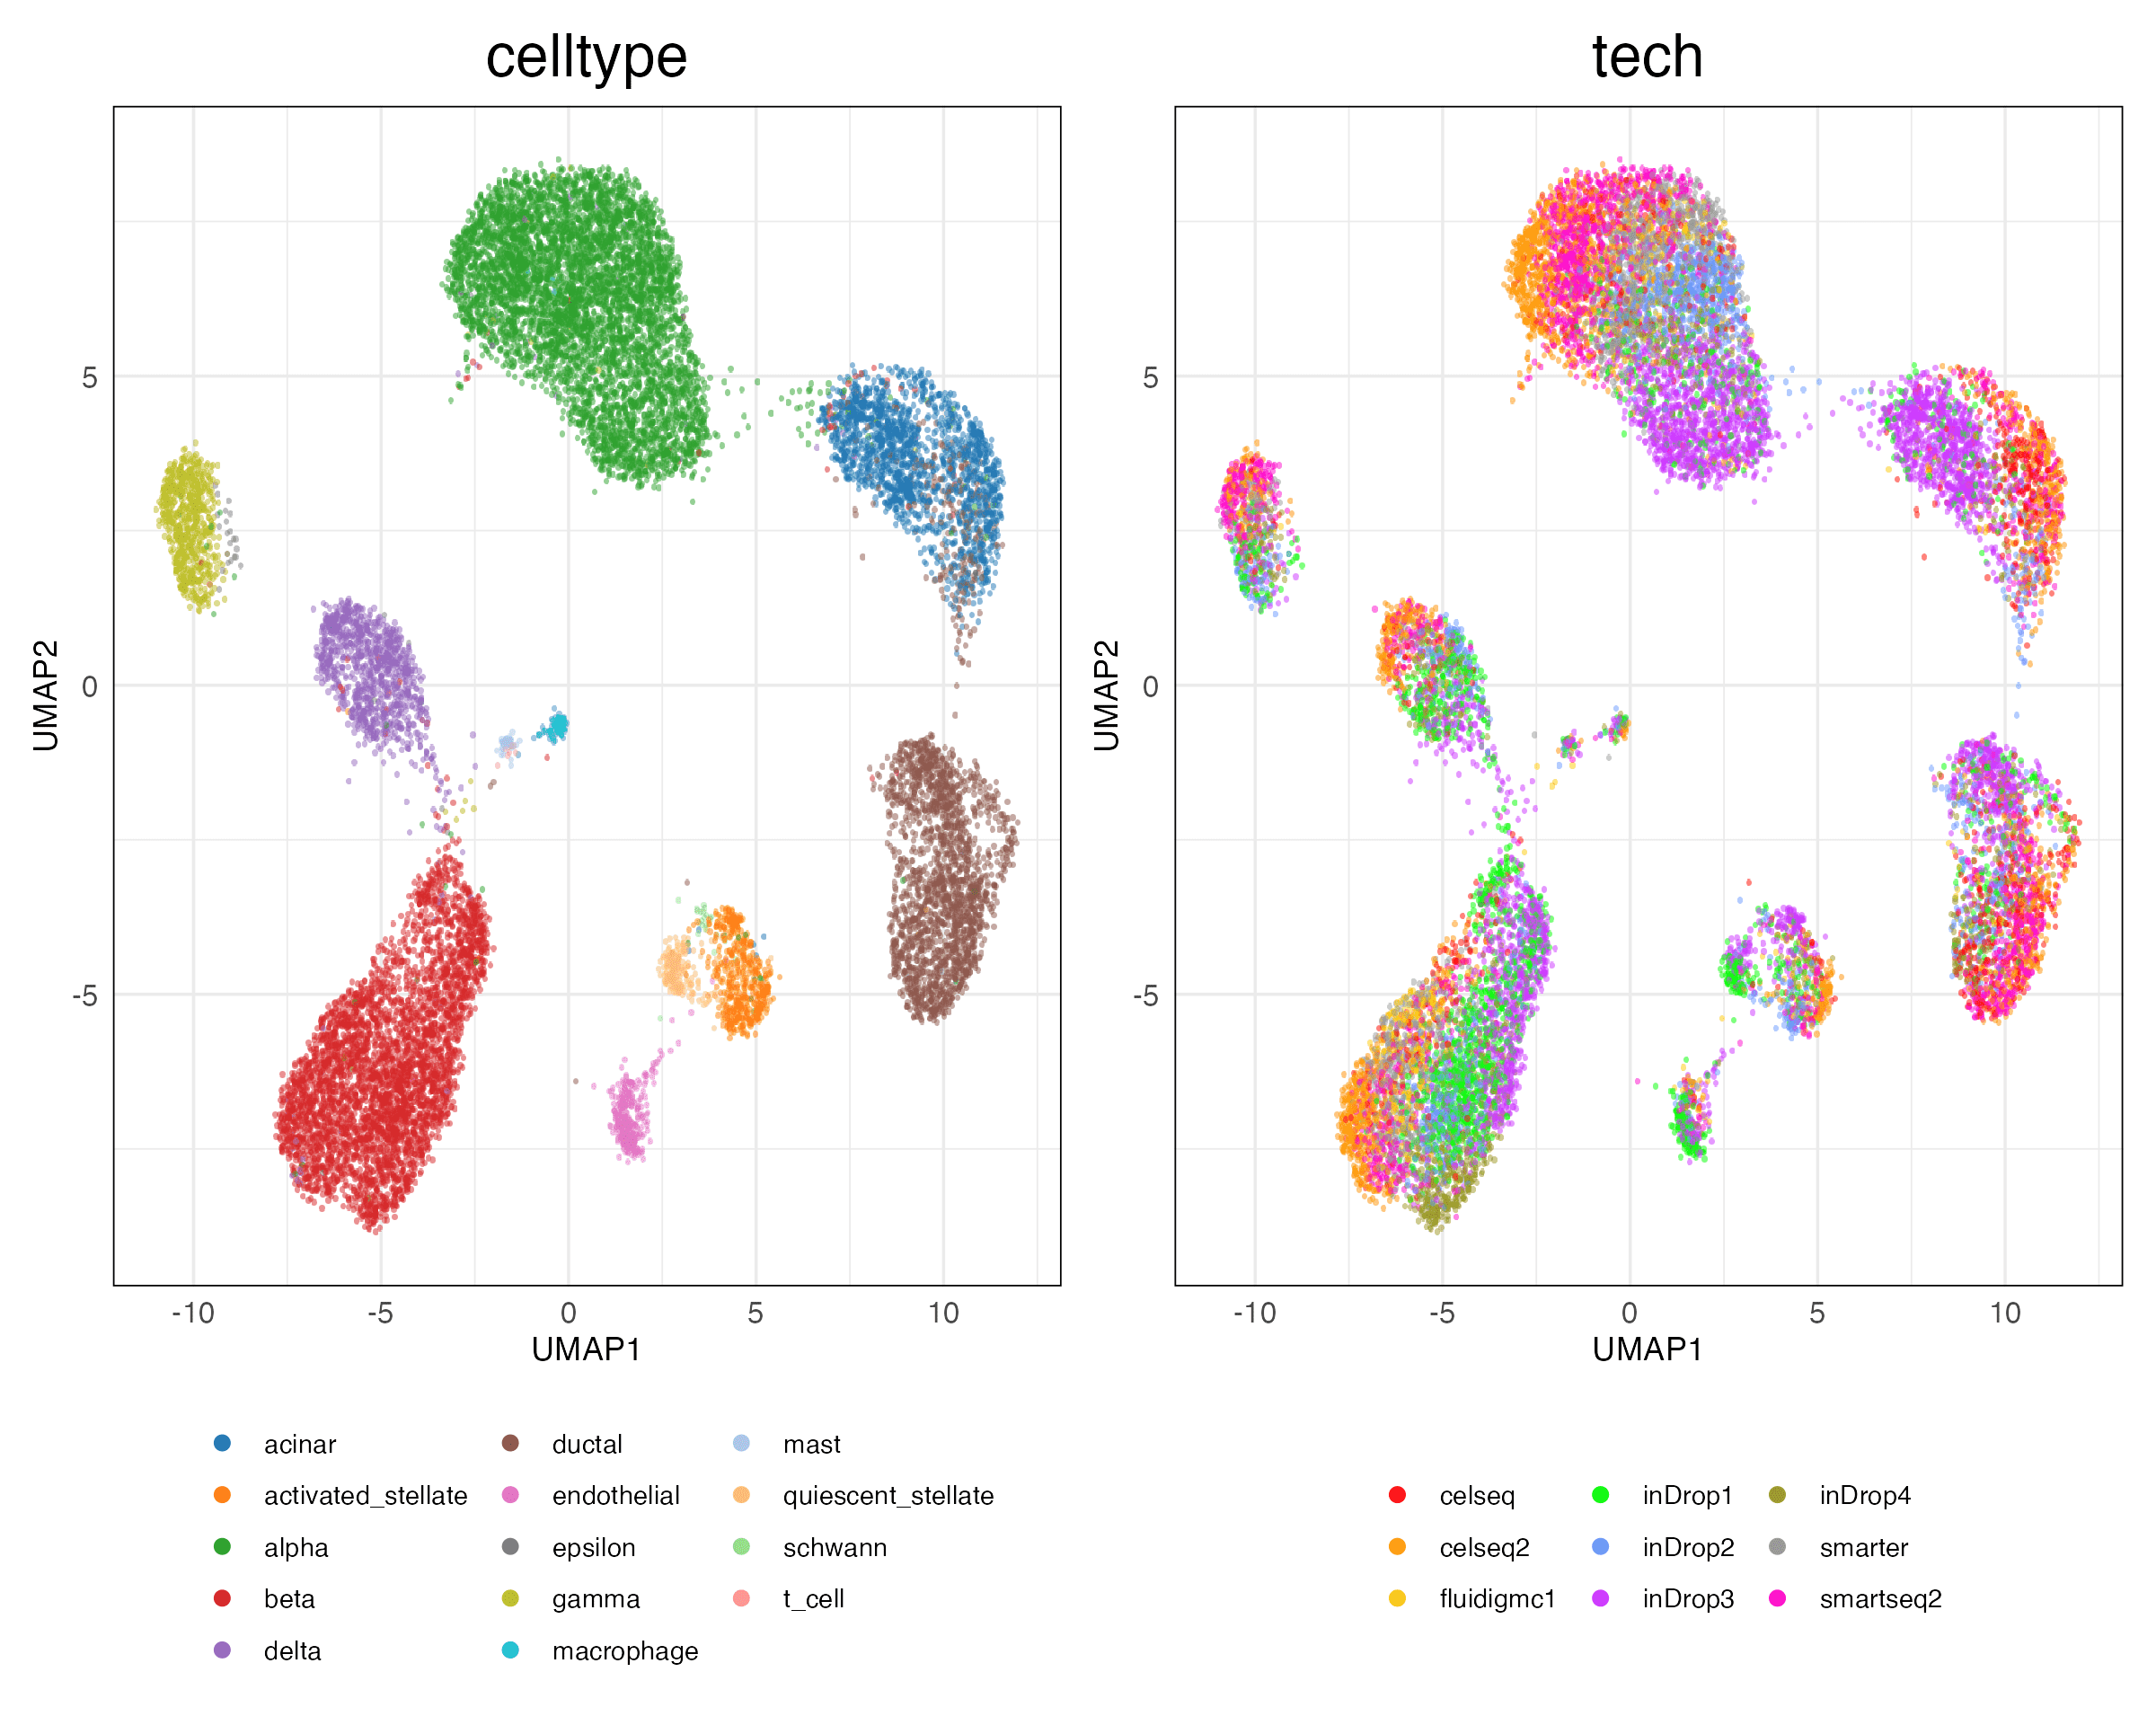 celltype
tech
UMAP2
5
0
-5
-10 -5 0 5 10
UMAP1
UMAP2
5
0
-5
-10 -5 0 5 10
UMAP1
acinar
activated_stellate
alpha
beta
delta
ductal
endothelial
epsilon
gamma
macrophage
mast
quiescent_stellate
schwann
t_cell
celseq
celseq2
fluidigmc1
inDrop1
inDrop2
inDrop3
inDrop4
smarter
smartseq2